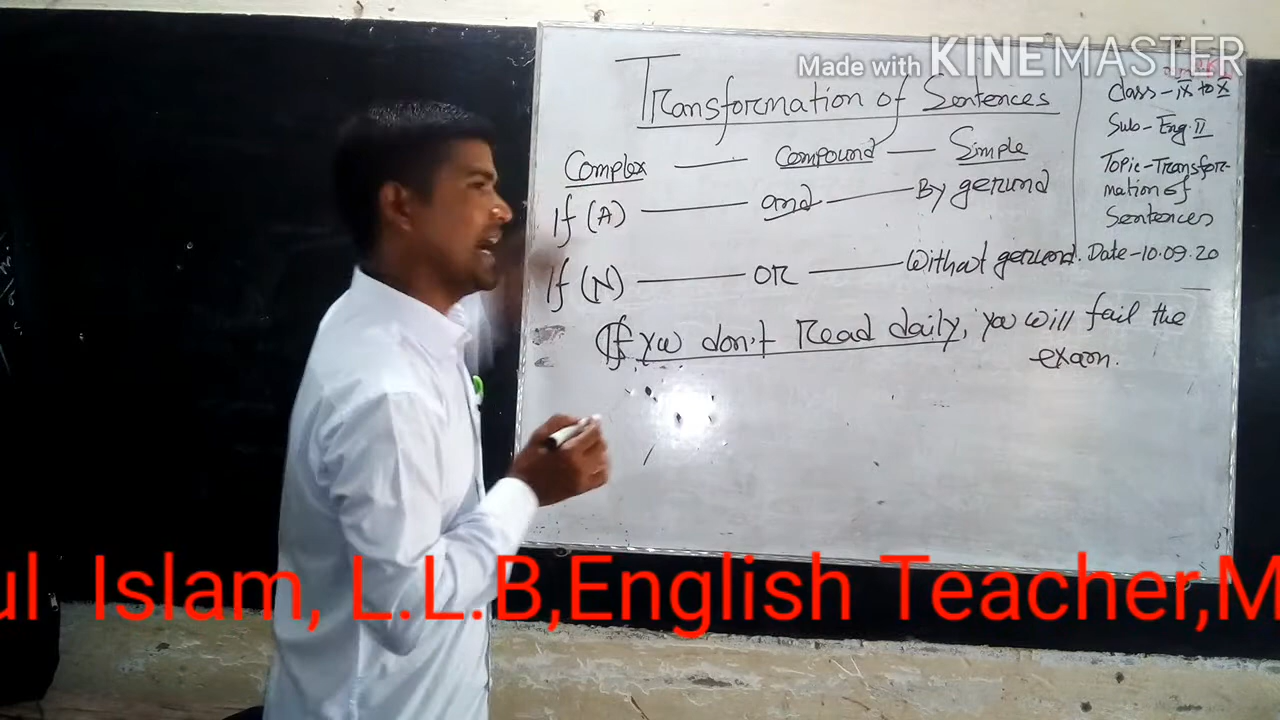 Made with KINEMASTER
Transformation of Sentences
Complex — Compound — Simple
If (A) — and — By gerund
If (N) — OR — Without gerund.
If you don't Read daily, you will fail the
exam.
Class - IX to X
Sub - Eng. II
Topic - Transfor-
mation of
Sentences
Date - 10.09.20
ul Islam, L.L.B,English Teacher,M